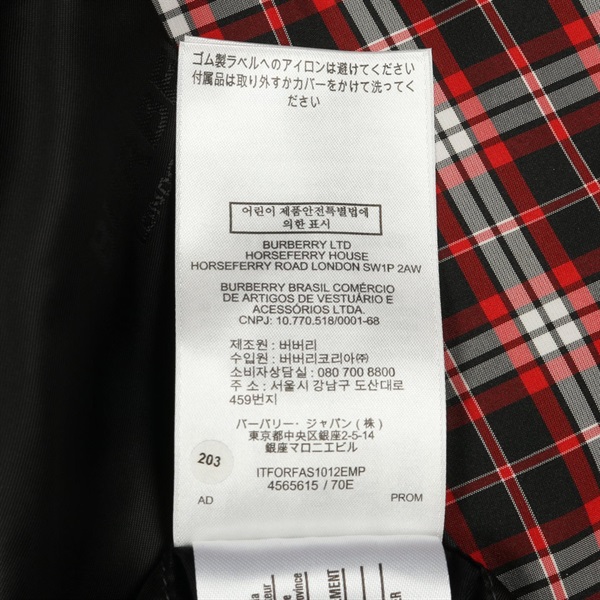 ゴム製ラベルへのアイロンは避けてください
付属品は取り外すかカバーをかけて洗ってく
ださい
어린이 제품안전특별법에
의한 표시
BURBERRY LTD
HORSEFERRY HOUSE
HORSEFERRY ROAD LONDON SW1P 2AW
BURBERRY BRASIL COMÉRCIO
DE ARTIGOS DE VESTUÁRIO E
ACESSÓRIOS LTDA.
CNPJ: 10.770.518/0001-68
제조원 : 버버리
수입원 : 버버리코리아㈜
소비자상담실 : 080 700 8800
주 소 : 서울시 강남구 도산대로
459번지
バーバリー・ジャパン(株)
東京都中央区銀座2-5-14
銀座マロニエビル
203
ITFORFAS1012EMP
4565615 / 70E
AD PROM